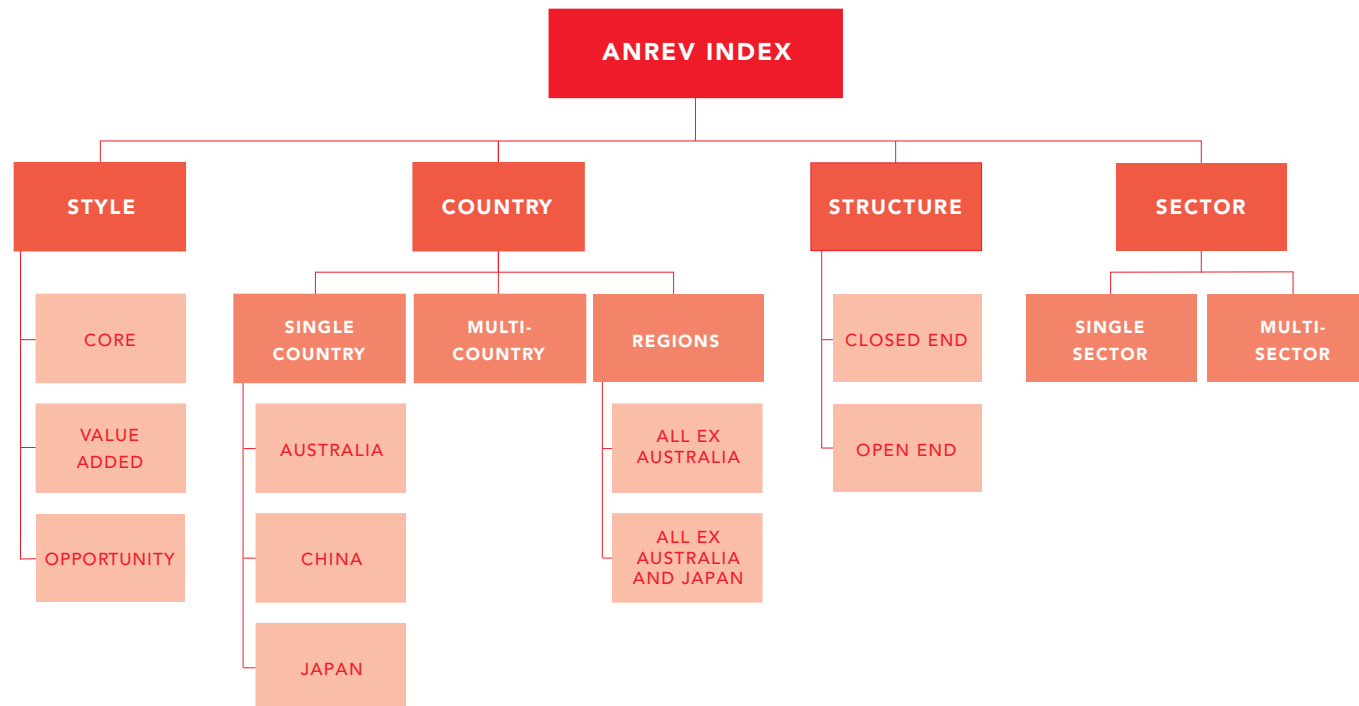 ANREV INDEX
STYLE
COUNTRY
STRUCTURE
SECTOR
CORE
VALUE
ADDED
OPPORTUNITY
SINGLE
COUNTRY
MULTI-
COUNTRY
REGIONS
AUSTRALIA
CHINA
JAPAN
ALL EX
AUSTRALIA
ALL EX
AUSTRALIA
AND JAPAN
CLOSED END
OPEN END
SINGLE
SECTOR
MULTI-
SECTOR